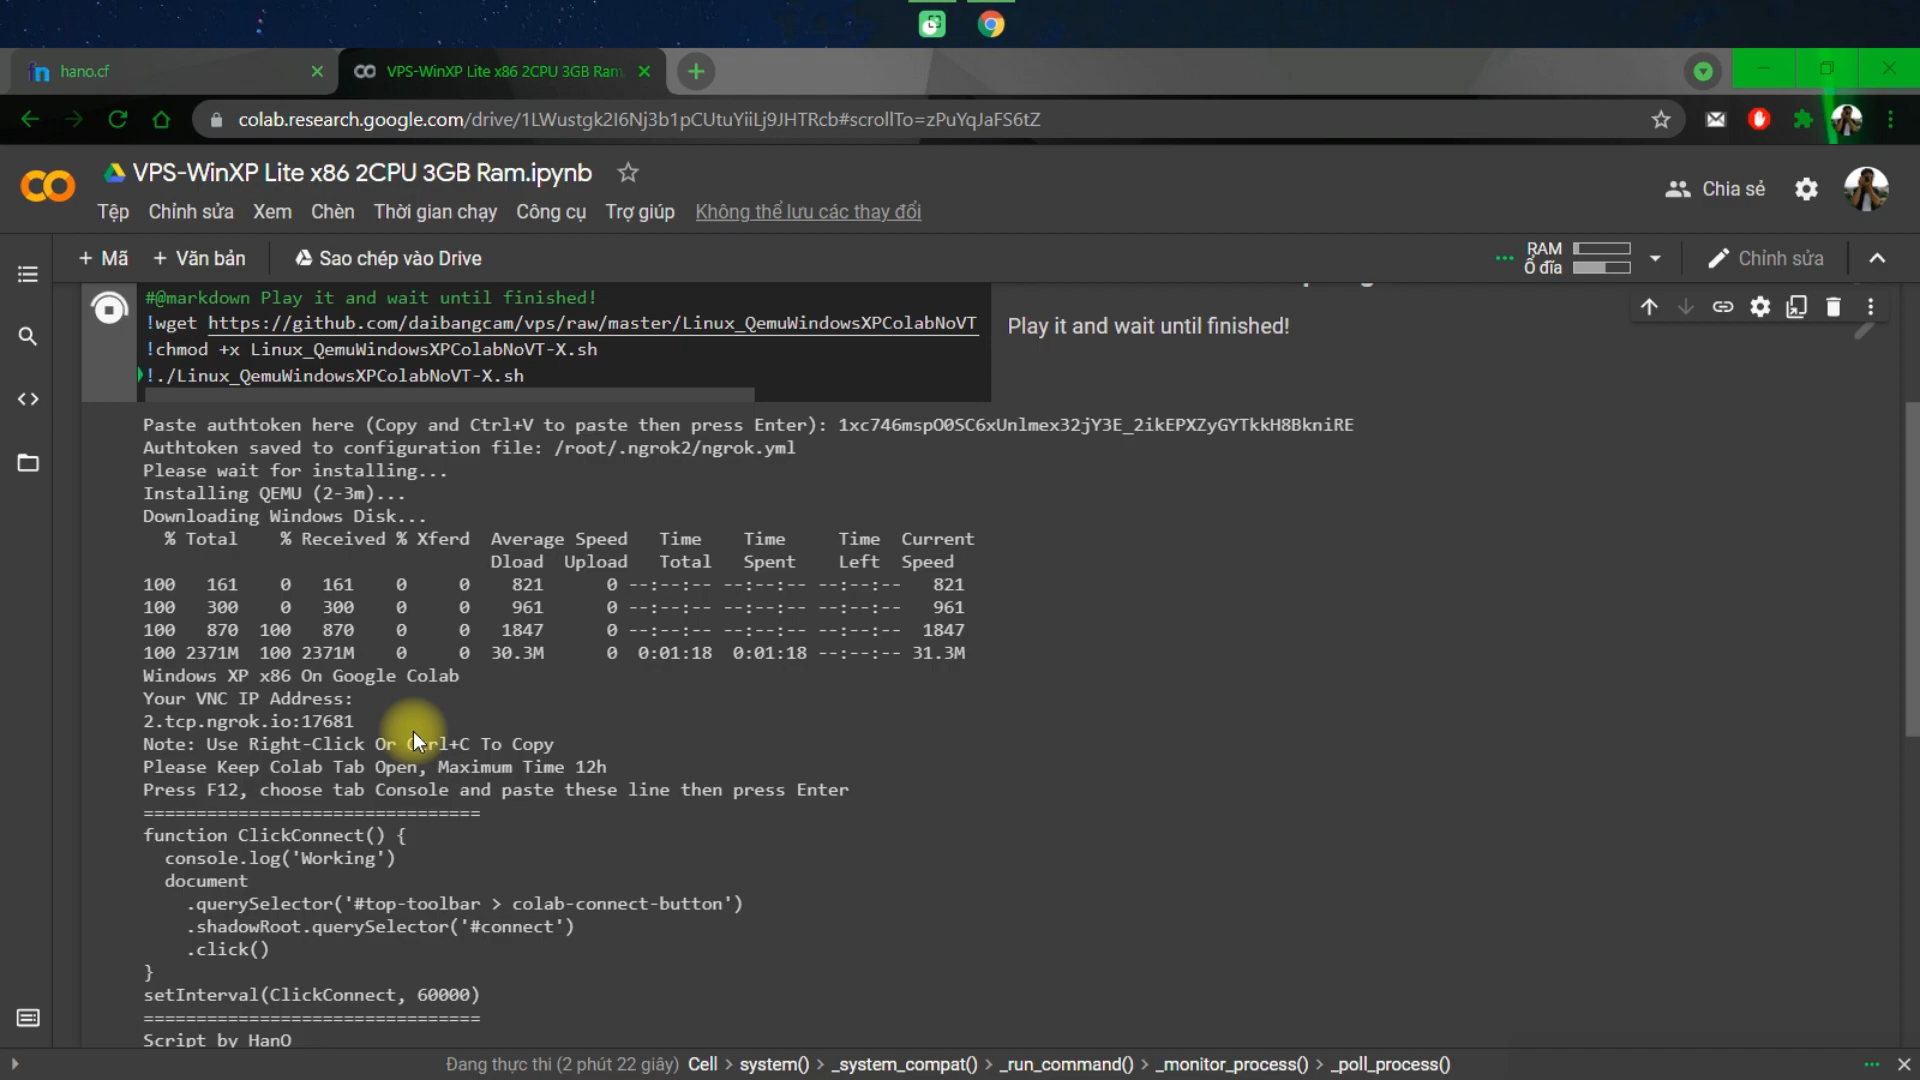 hano.cf
VPS-WinXP Lite x86 2CPU 3GB Ram.
colab.research.google.com/drive/1LWustgk2I6Nj3b1pCUtuYiiLj9JHTRcb#scrollTo=zPuYqJaFS6tZ
VPS-WinXP Lite x86 2CPU 3GB Ram.ipynb
Chia sẻ
Tệp Chỉnh sửa Xem Chèn Thời gian chạy Công cụ Trợ giúp Không thể lưu các thay đổi
+ Mã + Văn bản Sao chép vào Drive
RAM
Ổ đĩa
Chỉnh sửa
#@markdown Play it and wait until finished!
!wget https://github.com/daibangcam/vps/raw/master/Linux_QemuWindowsXPColabNoVT
!chmod +x Linux_QemuWindowsXPColabNoVT-X.sh
!./Linux_QemuWindowsXPColabNoVT-X.sh
Play it and wait until finished!
Paste authtoken here (Copy and Ctrl+V to paste then press Enter): 1xc746mspO0SC6xUnlmex32jY3E_2ikEPXZyGYTkkH8BkniRE
Authtoken saved to configuration file: /root/.ngrok2/ngrok.yml
Please wait for installing...
Installing QEMU (2-3m)...
Downloading Windows Disk...
% Total % Received % Xferd Average Speed Time Time Time Current
Dload Upload Total Spent Left Speed
100 161 0 161 0 0 821 0 --:--:-- --:--:-- --:--:-- 821
100 300 0 300 0 0 961 0 --:--:-- --:--:-- --:--:-- 961
100 870 100 870 0 0 1847 0 --:--:-- --:--:-- --:--:-- 1847
100 2371M 100 2371M 0 0 30.3M 0 0:01:18 0:01:18 --:--:-- 31.3M
Windows XP x86 On Google Colab
Your VNC IP Address:
2.tcp.ngrok.io:17681
Note: Use Right-Click Or Ctrl+C To Copy
Please Keep Colab Tab Open, Maximum Time 12h
Press F12, choose tab Console and paste these line then press Enter
================================
function ClickConnect() {
console.log('Working')
document
.querySelector('#top-toolbar > colab-connect-button')
.shadowRoot.querySelector('#connect')
.click()
}
setInterval(ClickConnect, 60000)
================================
Script by HanO
Đang thực thi (2 phút 22 giây) Cell > system() > _system_compat() > _run_command() > _monitor_process() > _poll_process()